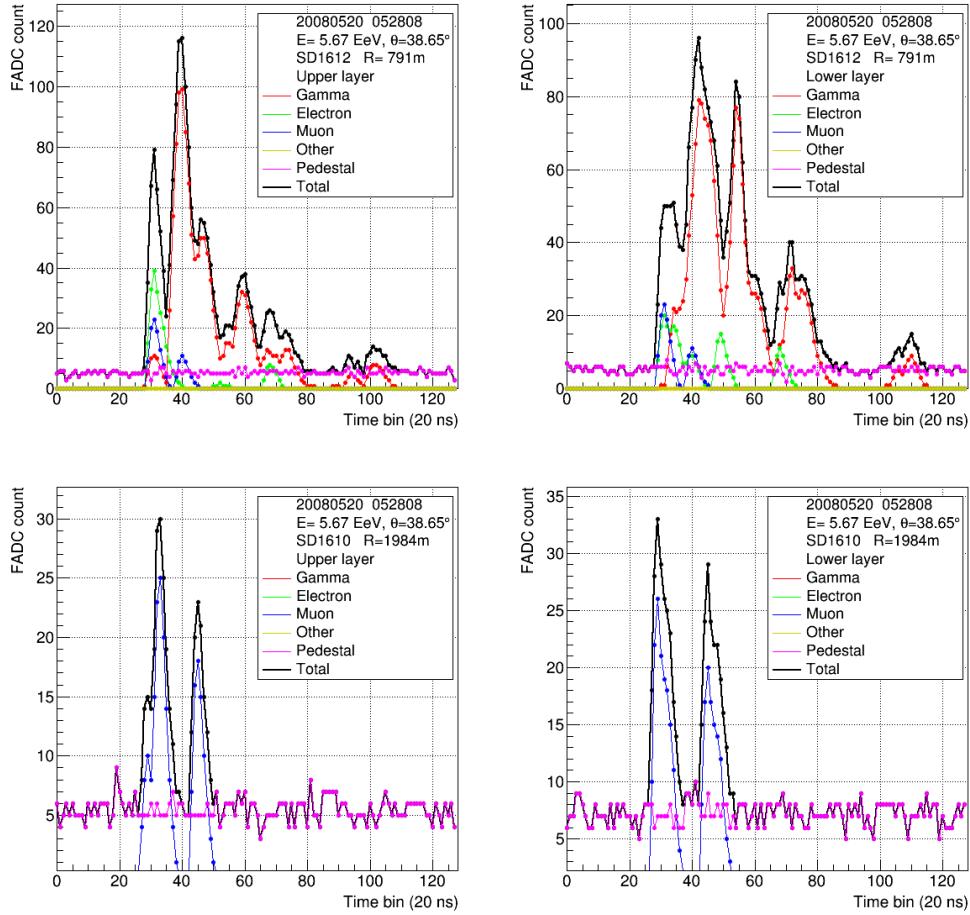 FADC count
120
100
80
60
40
20
0
0 20 40 60 80 100 120
Time bin (20 ns)
20080520 052808
E= 5.67 EeV, θ=38.65°
SD1612 R= 791m
Upper layer
Gamma
Electron
Muon
Other
Pedestal
Total
FADC count
100
80
60
40
20
0
0 20 40 60 80 100 120
Time bin (20 ns)
20080520 052808
E= 5.67 EeV, θ=38.65°
SD1612 R= 791m
Lower layer
Gamma
Electron
Muon
Other
Pedestal
Total
FADC count
30
25
20
15
10
5
0 20 40 60 80 100 120
Time bin (20 ns)
20080520 052808
E= 5.67 EeV, θ=38.65°
SD1610 R=1984m
Upper layer
Gamma
Electron
Muon
Other
Pedestal
Total
FADC count
35
30
25
20
15
10
5
0 20 40 60 80 100 120
Time bin (20 ns)
20080520 052808
E= 5.67 EeV, θ=38.65°
SD1610 R=1984m
Lower layer
Gamma
Electron
Muon
Other
Pedestal
Total